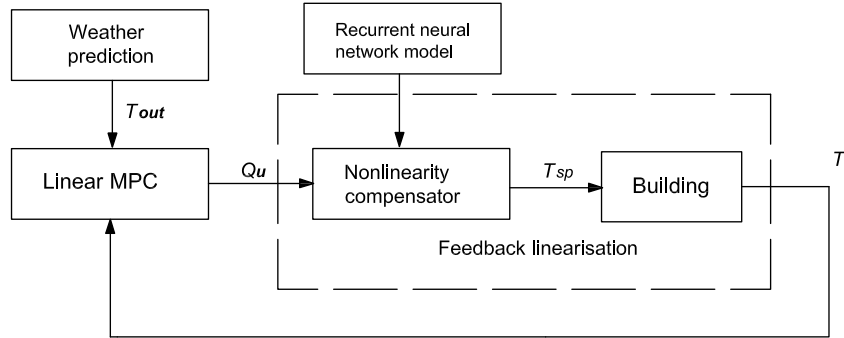 Weather
prediction
Recurrent neural
network model
Tout
Linear MPC
Qu
Nonlinearity
compensator
Tsp
Building
T
Feedback linearisation